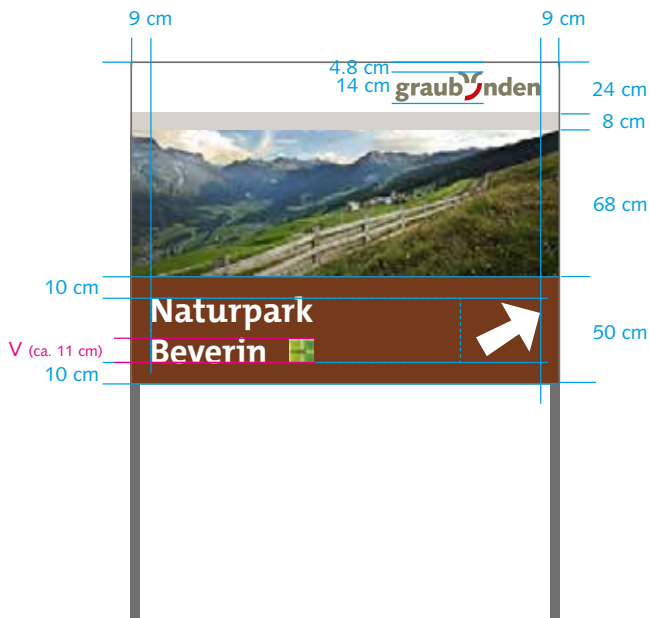 9 cm 9 cm
4.8 cm
14 cm
graubünden
24 cm
8 cm
68 cm
10 cm
Naturpark
50 cm
V (ca. 11 cm)
Beverin
10 cm